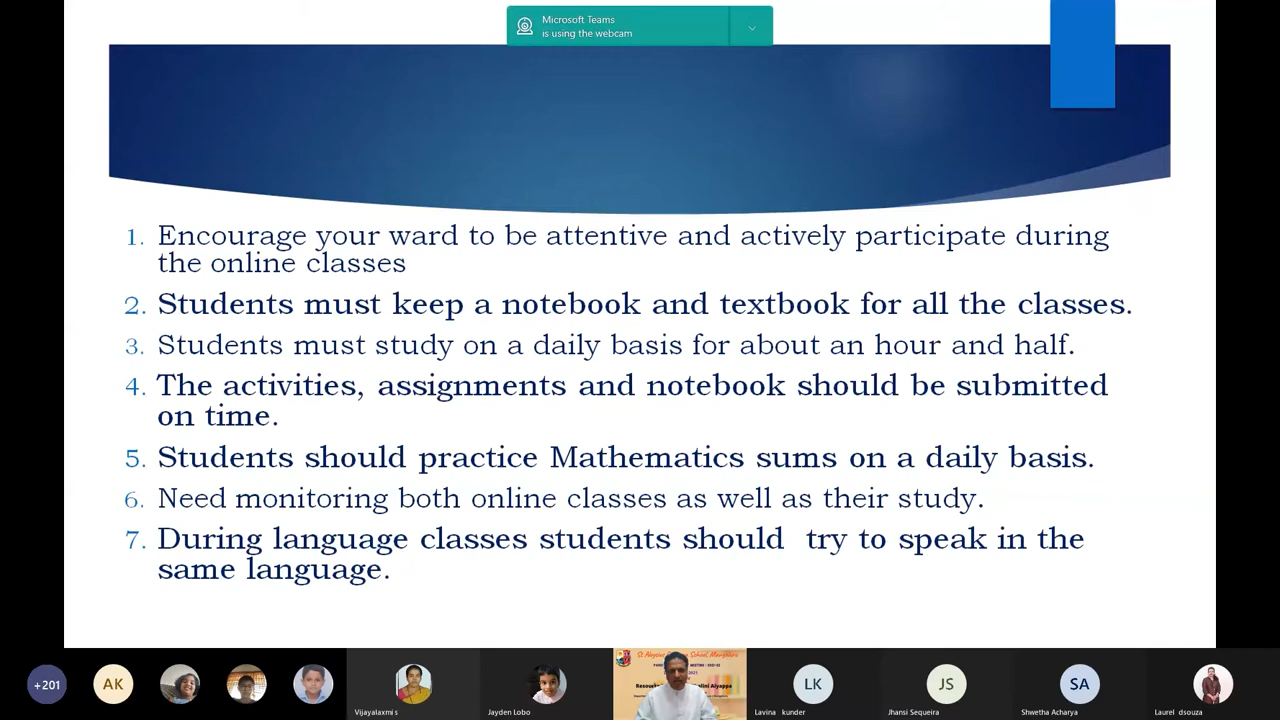 Microsoft Teams
is using the webcam
1. Encourage your ward to be attentive and actively participate during
the online classes
2. Students must keep a notebook and textbook for all the classes.
3. Students must study on a daily basis for about an hour and half.
4. The activities, assignments and notebook should be submitted
on time.
5. Students should practice Mathematics sums on a daily basis.
6. Need monitoring both online classes as well as their study.
7. During language classes students should  try to speak in the
same language.
+201
AK
LK
JS
SA
Vijayalaxmi s
Jayden Lobo
Lavina kunder
Jhansi Sequeira
Shwetha Acharya
Laurel dsouza